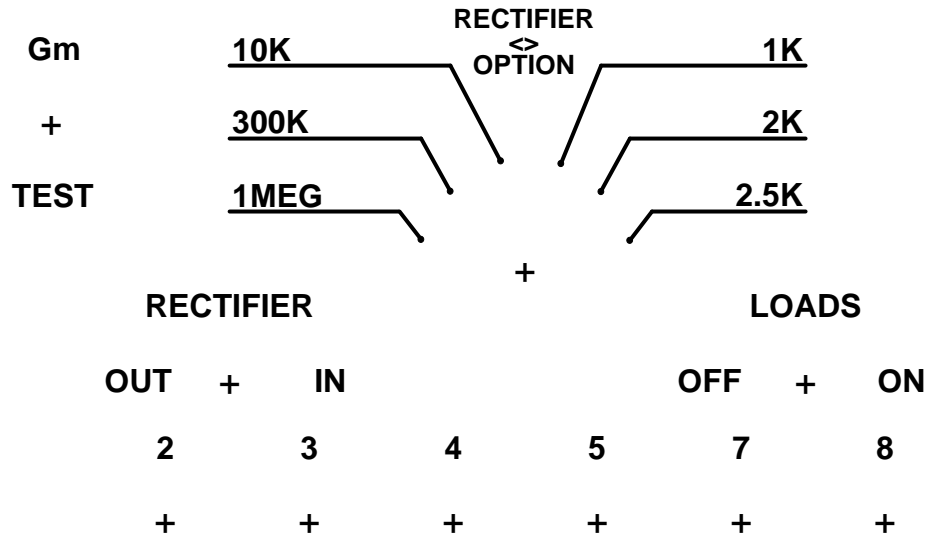 RECTIFIER
<>
OPTION
Gm 10K 1K
+ 300K 2K
TEST 1MEG 2.5K
+
RECTIFIER LOADS
OUT + IN OFF + ON
2 3 4 5 7 8
+ + + + + +